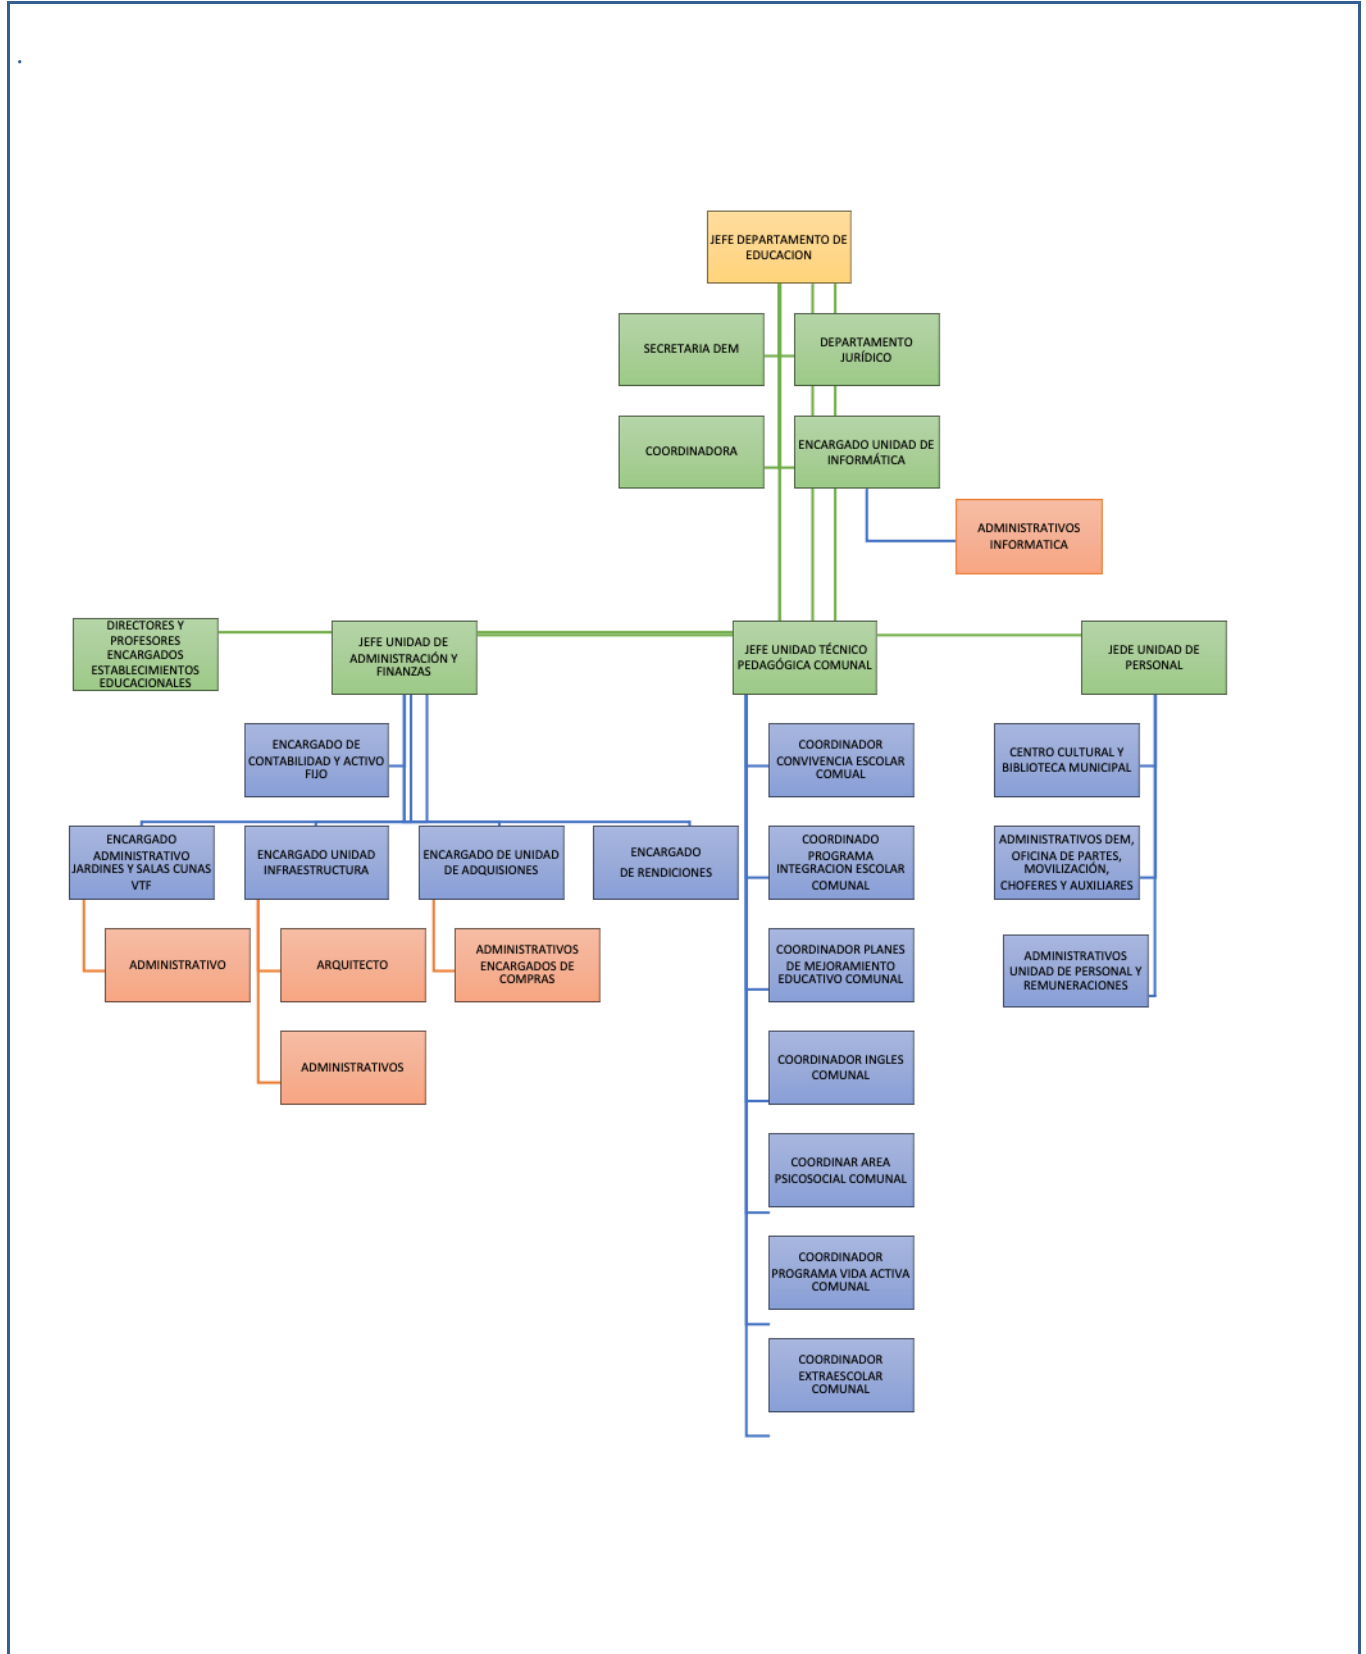 .
JEFE DEPARTAMENTO DE
EDUCACION
SECRETARIA DEM
DEPARTAMENTO
JURÍDICO
COORDINADORA
ENCARGADO UNIDAD DE
INFORMÁTICA
ADMINISTRATIVOS
INFORMATICA
DIRECTORES Y
PROFESORES
ENCARGADOS
ESTABLECIMIENTOS
EDUCACIONALES
JEFE UNIDAD DE
ADMINISTRACIÓN Y
FINANZAS
JEFE UNIDAD TÉCNICO
PEDAGÓGICA COMUNAL
JEDE UNIDAD DE
PERSONAL
ENCARGADO DE
CONTABILIDAD Y ACTIVO
FIJO
COORDINADOR
CONVIVENCIA ESCOLAR
COMUAL
CENTRO CULTURAL Y
BIBLIOTECA MUNICIPAL
ENCARGADO
ADMINISTRATIVO
JARDINES Y SALAS CUNAS
VTF
ENCARGADO UNIDAD
INFRAESTRUCTURA
ENCARGADO DE UNIDAD
DE ADQUISIONES
ENCARGADO
DE RENDICIONES
COORDINADO
PROGRAMA
INTEGRACION ESCOLAR
COMUNAL
ADMINISTRATIVOS DEM,
OFICINA DE PARTES,
MOVILIZACIÓN,
CHOFERES Y AUXILIARES
ADMINISTRATIVO
ARQUITECTO
ADMINISTRATIVOS
ENCARGADOS DE
COMPRAS
COORDINADOR PLANES
DE MEJORAMIENTO
EDUCATIVO COMUNAL
ADMINISTRATIVOS
UNIDAD DE PERSONAL Y
REMUNERACIONES
ADMINISTRATIVOS
COORDINADOR INGLES
COMUNAL
COORDINAR AREA
PSICOSOCIAL COMUNAL
COORDINADOR
PROGRAMA VIDA ACTIVA
COMUNAL
COORDINADOR
EXTRAESCOLAR
COMUNAL